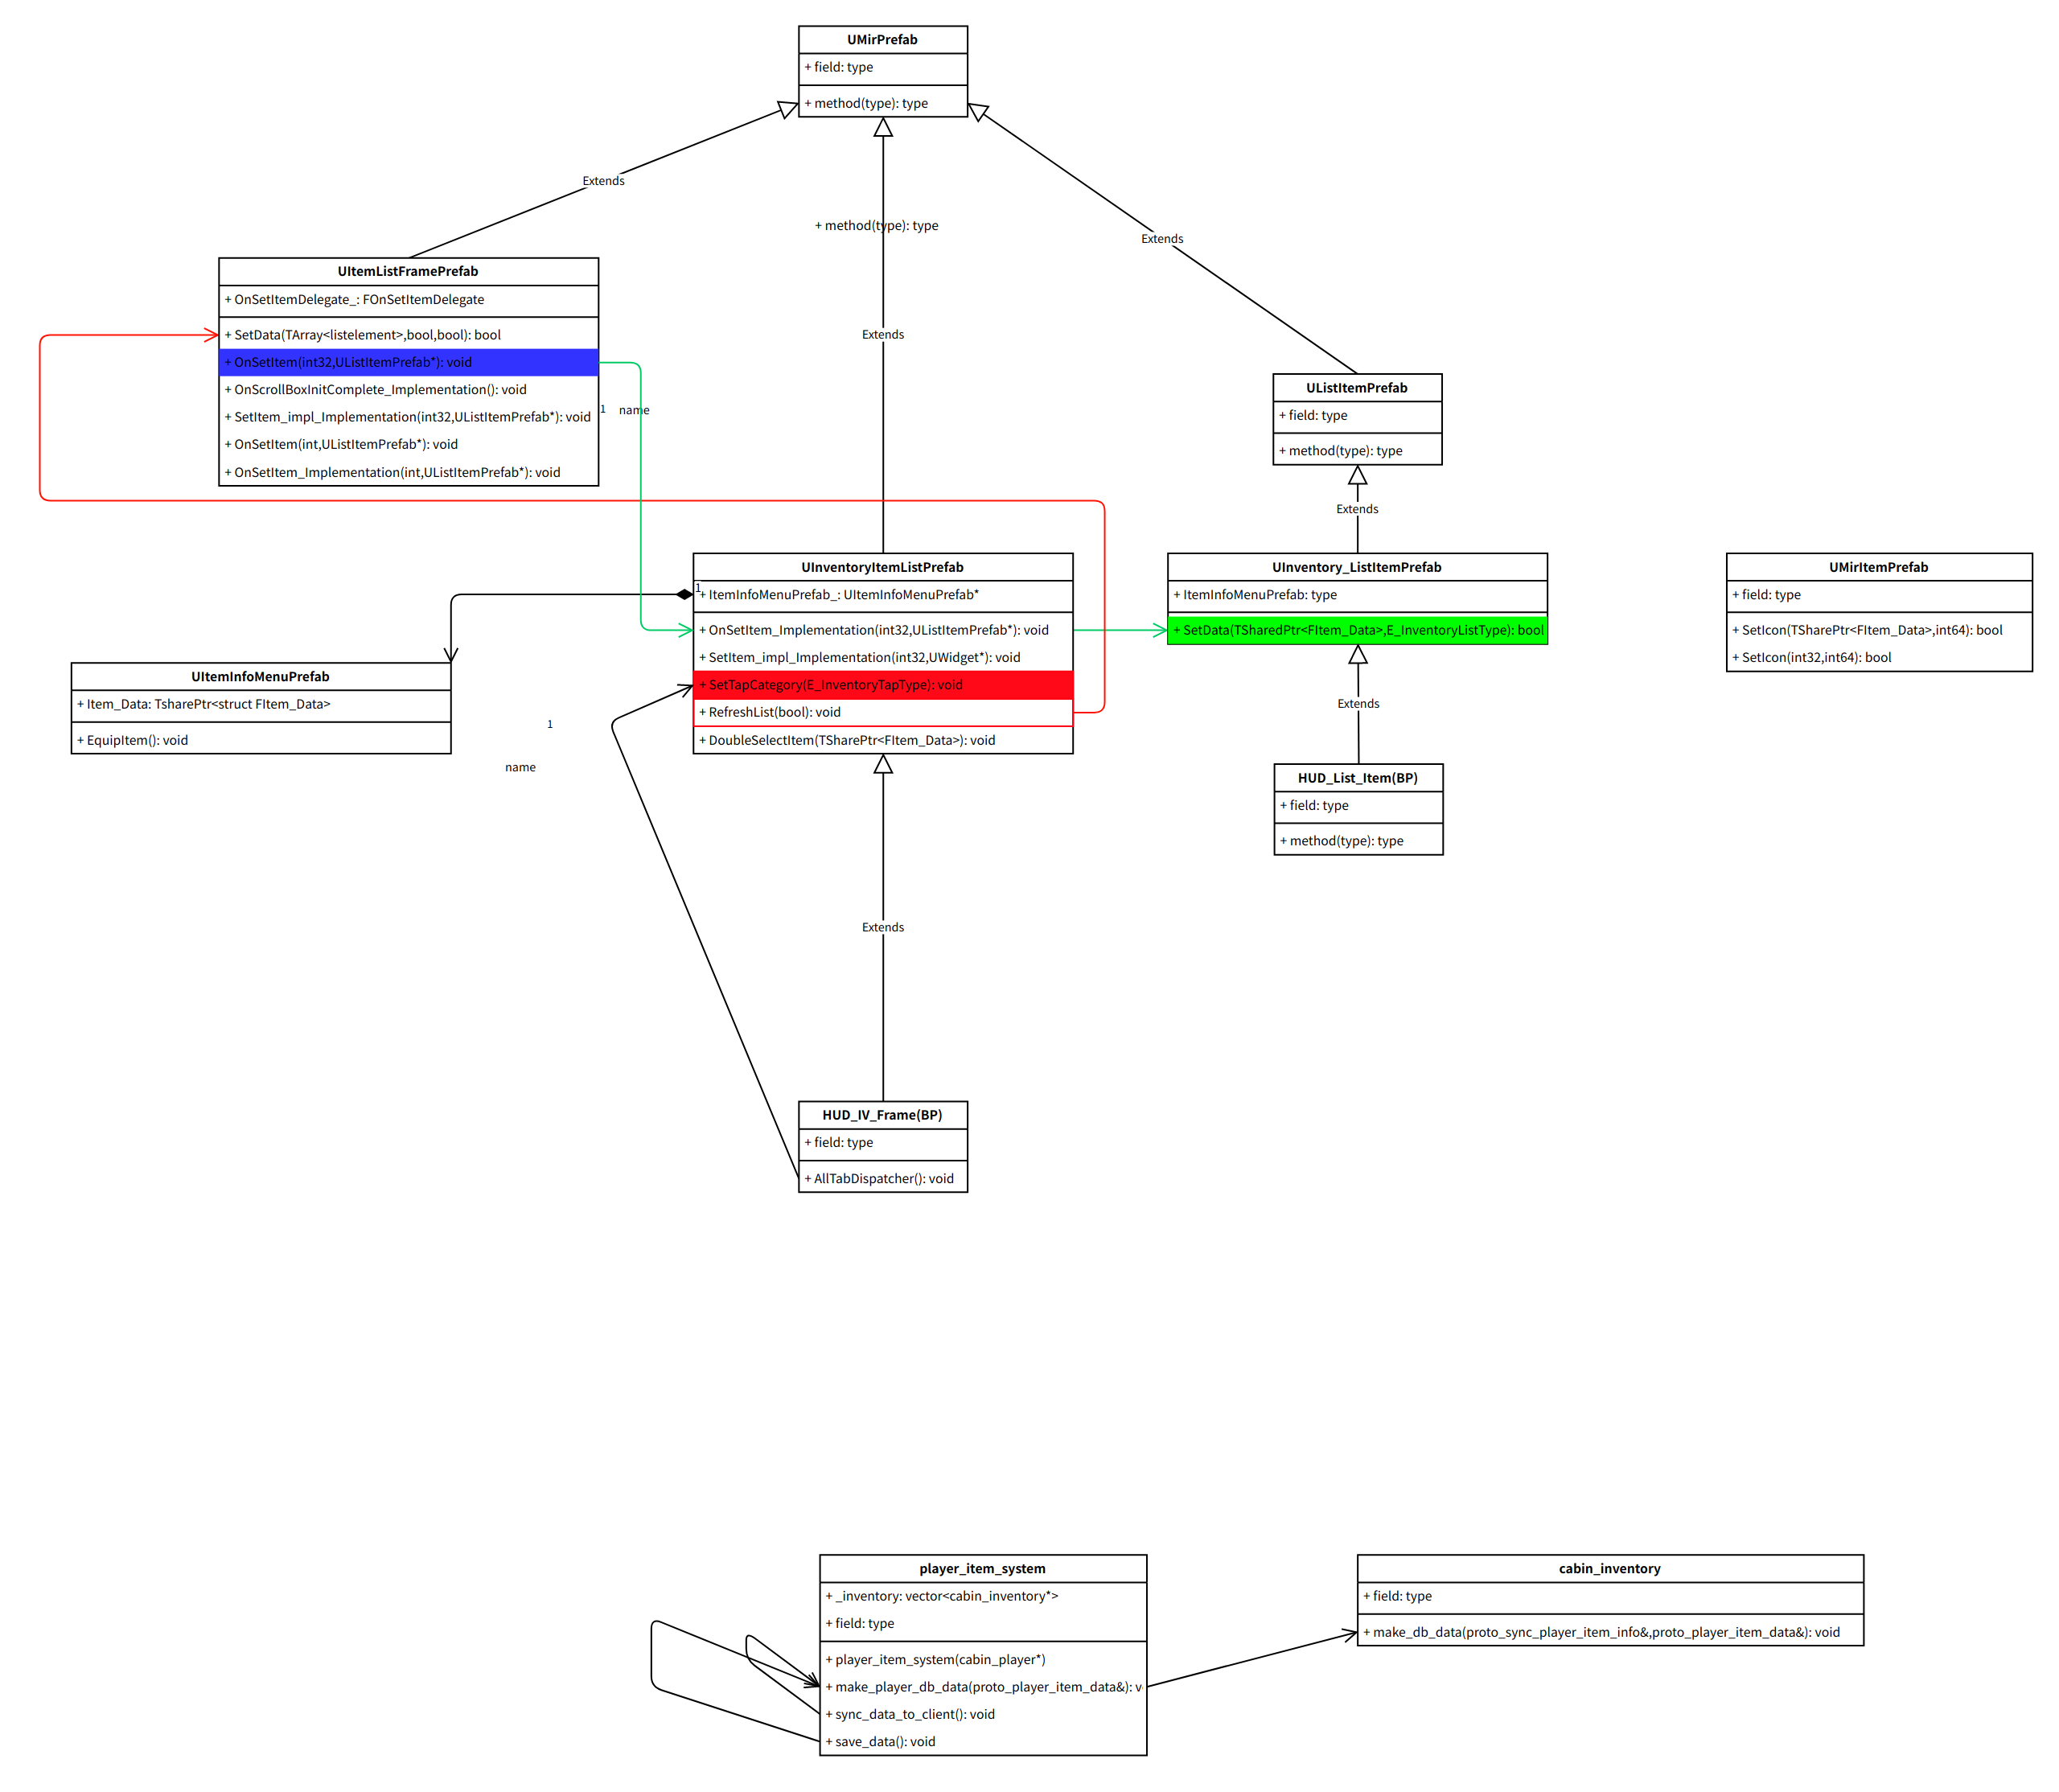 UMirPrefab
+ field: type
+ method(type): type
Extends
+ method(type): type
Extends
Extends
UItemListFramePrefab
+ OnSetItemDelegate_: FOnSetItemDelegate
+ SetData(TArray<listelement>,bool,bool): bool
+ OnSetItem(int32,UListItemPrefab*): void
+ OnScrollBoxInitComplete_Implementation(): void
+ SetItem_impl_Implementation(int32,UListItemPrefab*): void
+ OnSetItem(int,UListItemPrefab*): void
+ OnSetItem_Implementation(int,UListItemPrefab*): void
1
name
UListItemPrefab
+ field: type
+ method(type): type
Extends
UInventoryItemListPrefab
1
+ ItemInfoMenuPrefab_: UItemInfoMenuPrefab*
+ OnSetItem_Implementation(int32,UListItemPrefab*): void
+ SetItem_impl_Implementation(int32,UWidget*): void
+ SetTapCategory(E_InventoryTapType): void
+ RefreshList(bool): void
+ DoubleSelectItem(TSharePtr<FItem_Data>): void
UInventory_ListItemPrefab
+ ItemInfoMenuPrefab: type
+ SetData(TSharedPtr<FItem_Data>,E_InventoryListType): bool
UMirItemPrefab
+ field: type
+ SetIcon(TSharePtr<FItem_Data>,int64): bool
+ SetIcon(int32,int64): bool
UItemInfoMenuPrefab
+ Item_Data: TsharePtr<struct FItem_Data>
+ EquipItem(): void
1
name
Extends
HUD_List_Item(BP)
+ field: type
+ method(type): type
Extends
HUD_IV_Frame(BP)
+ field: type
+ AllTabDispatcher(): void
player_item_system
+ _inventory: vector<cabin_inventory*>
+ field: type
+ player_item_system(cabin_player*)
+ make_player_db_data(proto_player_item_data&): v
+ sync_data_to_client(): void
+ save_data(): void
cabin_inventory
+ field: type
+ make_db_data(proto_sync_player_item_info&,proto_player_item_data&): void